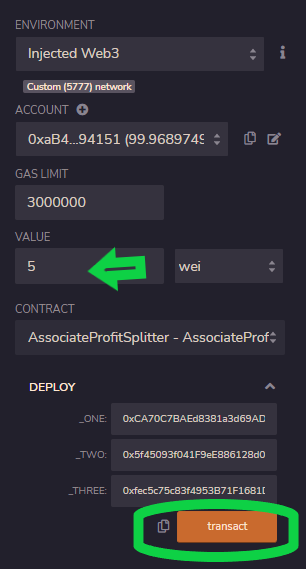 ENVIRONMENT
Injected Web3
i
Custom (5777) network
ACCOUNT
0xaB4...94151 (99.9689749
GAS LIMIT
3000000
VALUE
5 wei
CONTRACT
AssociateProfitSplitter - AssociateProf
DEPLOY
_ONE: 0xCA70C7BAEd8381a3d69AD
_TWO: 0x5f45093f041F9eE886128d0
_THREE: 0xfec5c75c83f4953B71F1681D
transact